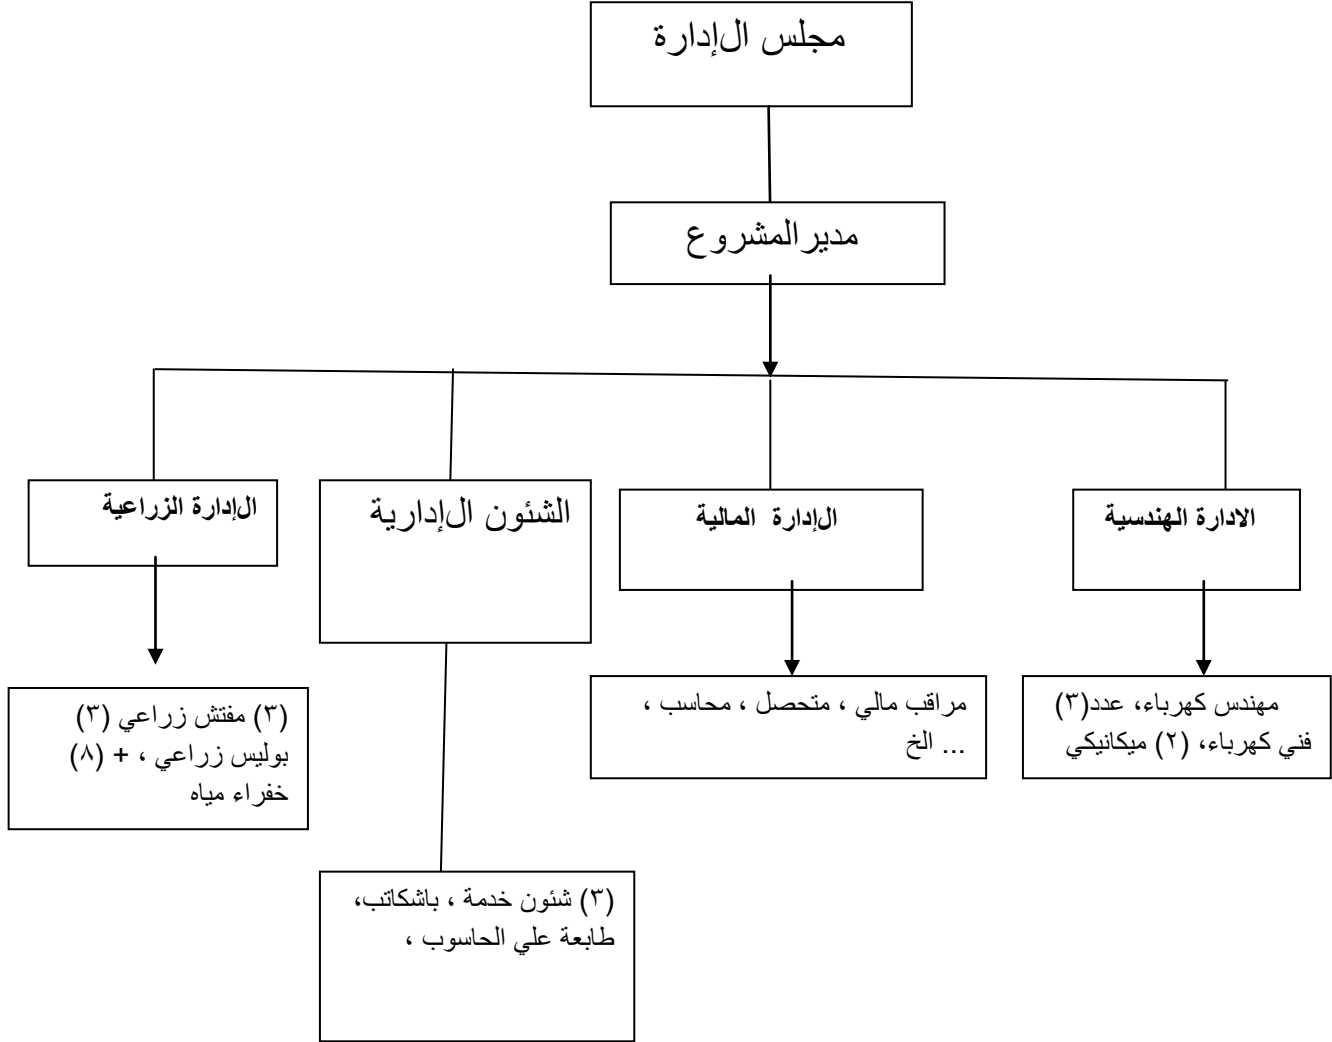 مجلس الإدارة
مدير المشروع
الادارة الهندسية
الإدارة المالية
الشئون الإدارية
الإدارة الزراعية
مهندس كهرباء، عدد(٣)
فني كهرباء، (٢) ميكانيكي
مراقب مالي ، متحصل ، محاسب ،
... الخ
(٣) شئون خدمة ، باشكاتب،
طابعة علي الحاسوب ،
(٣) مفتش زراعي (٣)
بوليس زراعي ، + (٨)
خفراء مياه